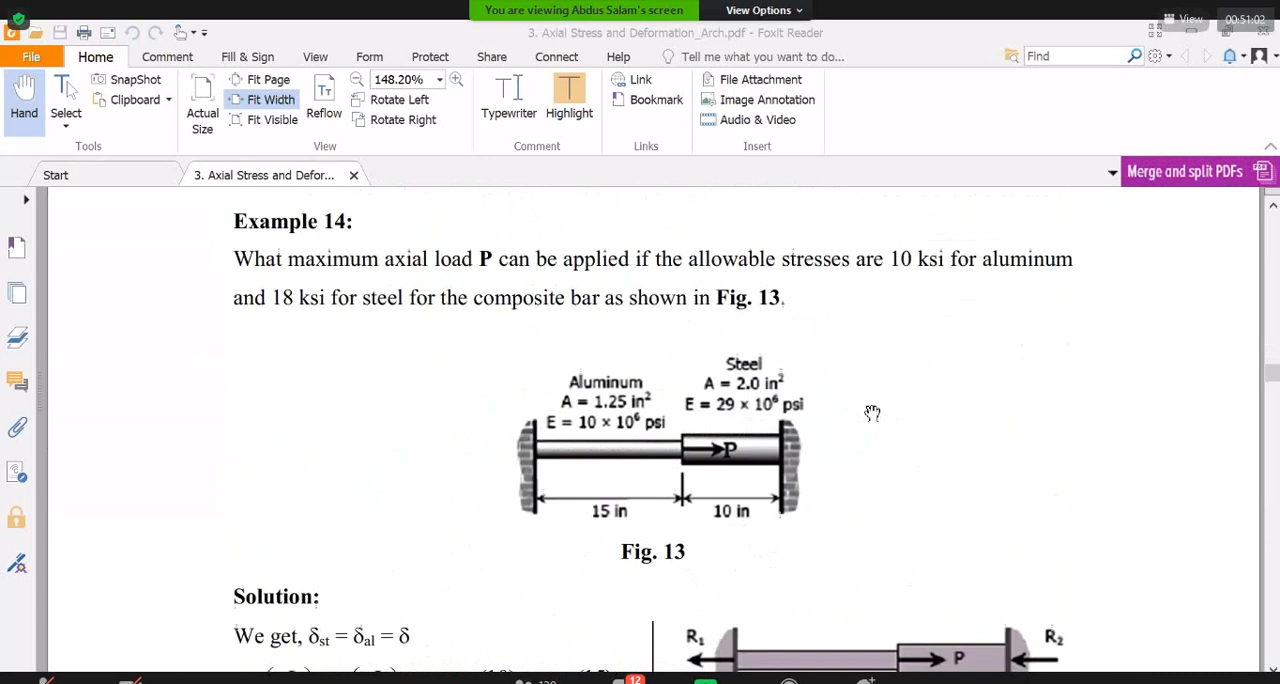 You are viewing Abdus Salam's screen
View Options
View
00:51:02
3. Axial Stress and Deformation_Arch.pdf - Foxit Reader
File
Home
Comment
Fill & Sign
View
Form
Protect
Share
Connect
Help
Tell me what you want to do...
Find
Hand
Select
SnapShot
Clipboard
Actual
Size
Fit Page
Fit Width
Fit Visible
Reflow
148.20%
Rotate Left
Rotate Right
Typewriter
Highlight
Link
Bookmark
File Attachment
Image Annotation
Audio & Video
Tools
View
Comment
Links
Insert
Start
3. Axial Stress and Defor...
Merge and split PDFs
Example 14:
What maximum axial load P can be applied if the allowable stresses are 10 ksi for aluminum
and 18 ksi for steel for the composite bar as shown in Fig. 13.
Aluminum
A = 1.25 in²
E = 10 × 10⁶ psi
Steel
A = 2.0 in²
E = 29 × 10⁶ psi
P
15 in
10 in
Fig. 13
Solution:
We get, δst = δal = δ
R₁
P
R₂
12